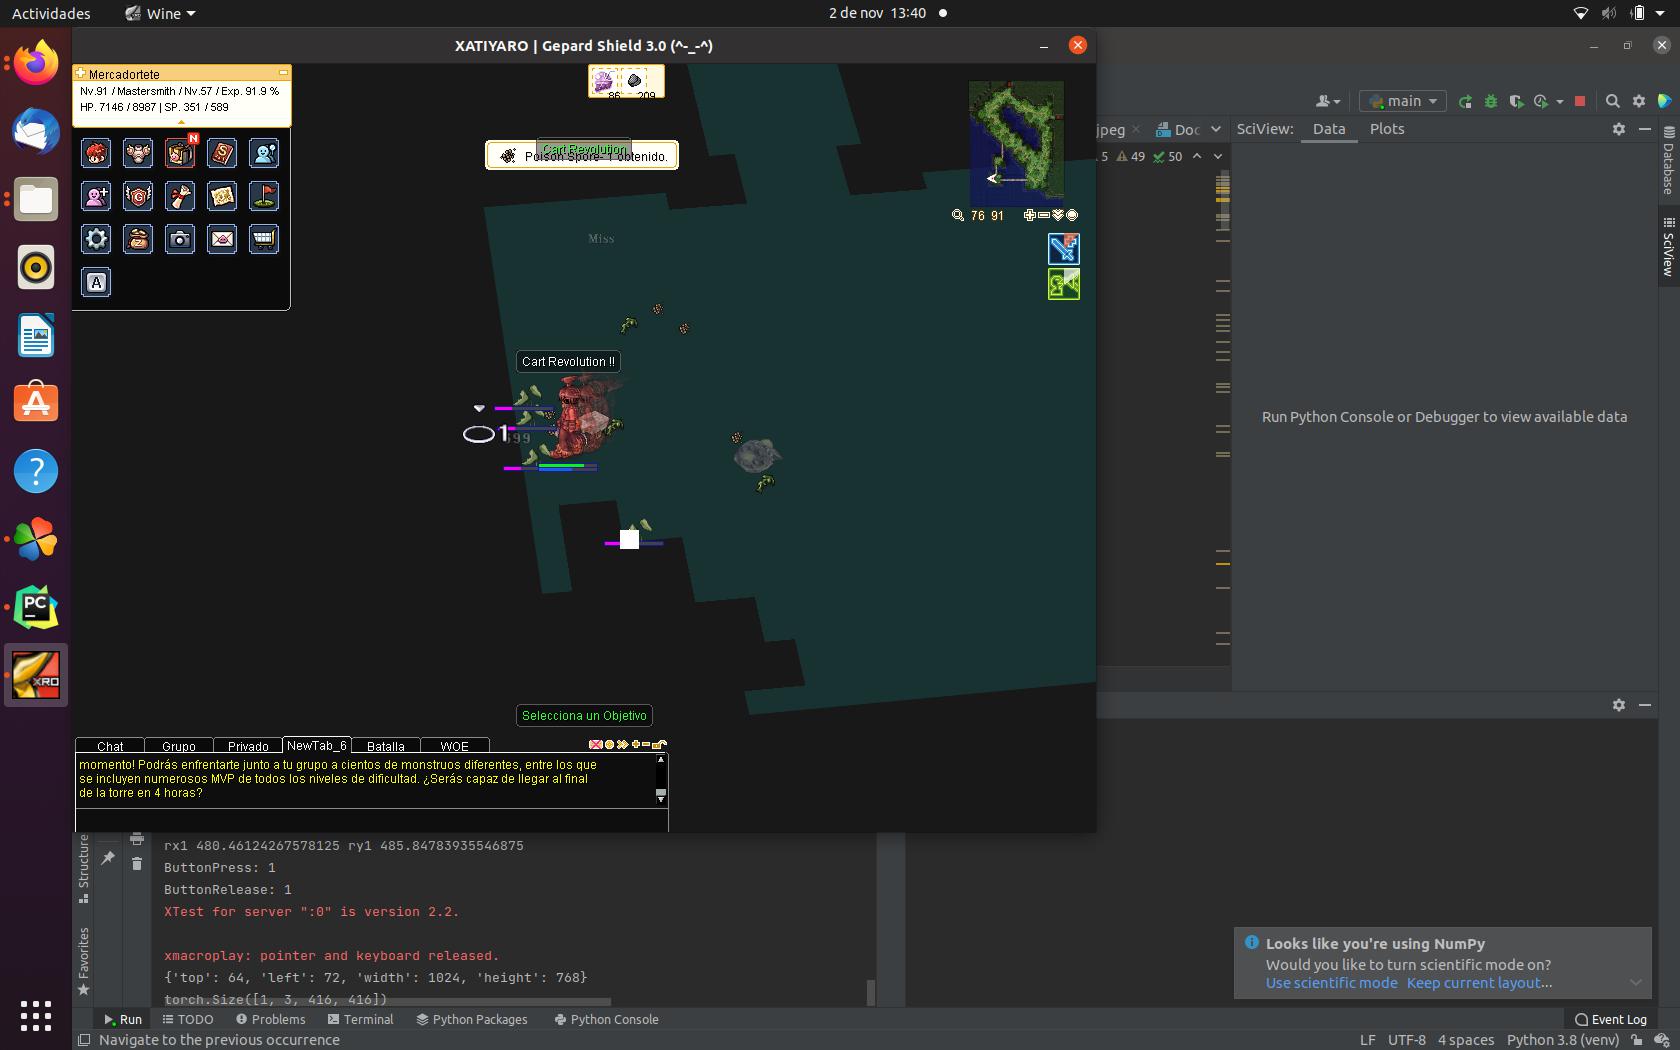 Actividades
Wine
2 de nov 13:40
XATIYARO | Gepard Shield 3.0 (^-_-^)
Mercadortete
Nv.91 / Mastersmith / Nv.57 / Exp. 91.9 %
HP. 7146 / 8987 | SP. 351 / 589
N
A
86 209
Cart Revolution
Poison Spore- 1 obtenido.
76 91
Miss
Cart Revolution !!
1
Selecciona un Objetivo
Chat Grupo Privado NewTab_6 Batalla WOE
momento! Podrás enfrentarte junto a tu grupo a cientos de monstruos diferentes, entre los que
se incluyen numerosos MVP de todos los niveles de dificultad. ¿Serás capaz de llegar al final
de la torre en 4 horas?
main
jpeg
Doc
SciView: Data Plots
5 49 50
Database
SciView
Run Python Console or Debugger to view available data
PC
XRO
Structure
Favorites
rx1 480.46124267578125 ry1 485.84783935546875
ButtonPress: 1
ButtonRelease: 1
XTest for server ":0" is version 2.2.
xmacroplay: pointer and keyboard released.
{'top': 64, 'left': 72, 'width': 1024, 'height': 768}
torch.Size([1, 3, 416, 416])
Looks like you're using NumPy
Would you like to turn scientific mode on?
Use scientific mode Keep current layout...
Run TODO Problems Terminal Python Packages Python Console
Event Log
Navigate to the previous occurrence
LF UTF-8 4 spaces Python 3.8 (venv)